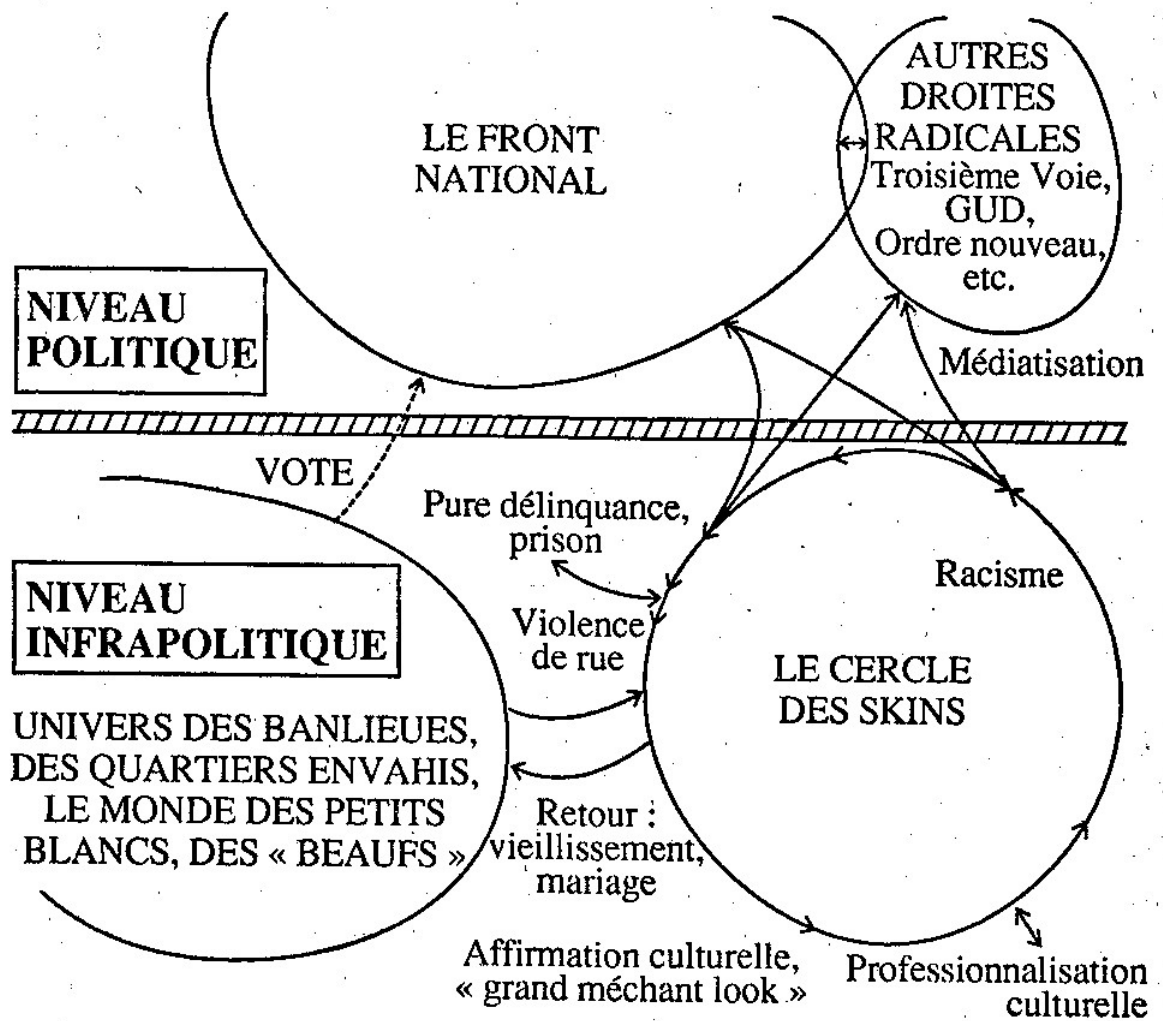 LE FRONT
NATIONAL
AUTRES
DROITES
RADICALES
Troisième Voie,
GUD,
Ordre nouveau,
etc.
NIVEAU
POLITIQUE
Médiatisation
VOTE
Pure délinquance,
prison
NIVEAU
INFRAPOLITIQUE
Racisme
Violence
de rue
LE CERCLE
DES SKINS
UNIVERS DES BANLIEUES,
DES QUARTIERS ENVAHIS,
LE MONDE DES PETITS
BLANCS, DES « BEAUFS »
Retour :
vieillissement,
mariage
Affirmation culturelle,
« grand méchant look »
Professionnalisation
culturelle